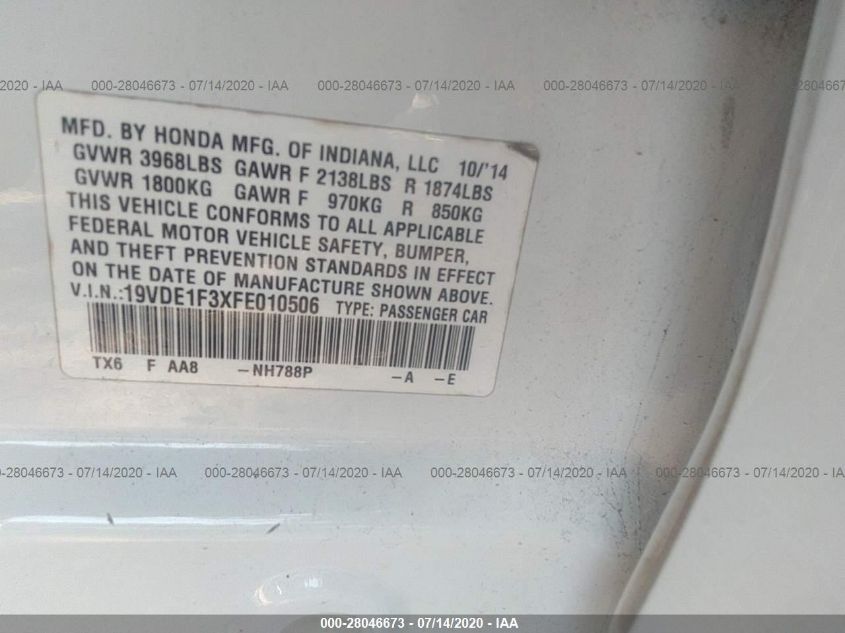 2020 - IAA 000-28046673 - 07/14/2020 - IAA 000-28046673 - 07/14/2020 - IAA 000-28046673 - 07/14/2020 - IAA 000-28046673
MFD. BY HONDA MFG. OF INDIANA, LLC 10/'14
GVWR 3968LBS GAWR F 2138LBS R 1874LBS
GVWR 1800KG GAWR F 970KG R 850KG
THIS VEHICLE CONFORMS TO ALL APPLICABLE
FEDERAL MOTOR VEHICLE SAFETY, BUMPER,
AND THEFT PREVENTION STANDARDS IN EFFECT
ON THE DATE OF MANUFACTURE SHOWN ABOVE.
V.I.N.:19VDE1F3XFE010506 TYPE: PASSENGER CAR
TX6 F AA8 -NH788P -A -E
-28046673 - 07/14/2020 - IAA 000-28046673 - 07/14/2020 - IAA 000-28046673 - 07/14/2020 - IAA 000-28046673 - 07/14/2020 - IAA
000-28046673 - 07/14/2020 - IAA